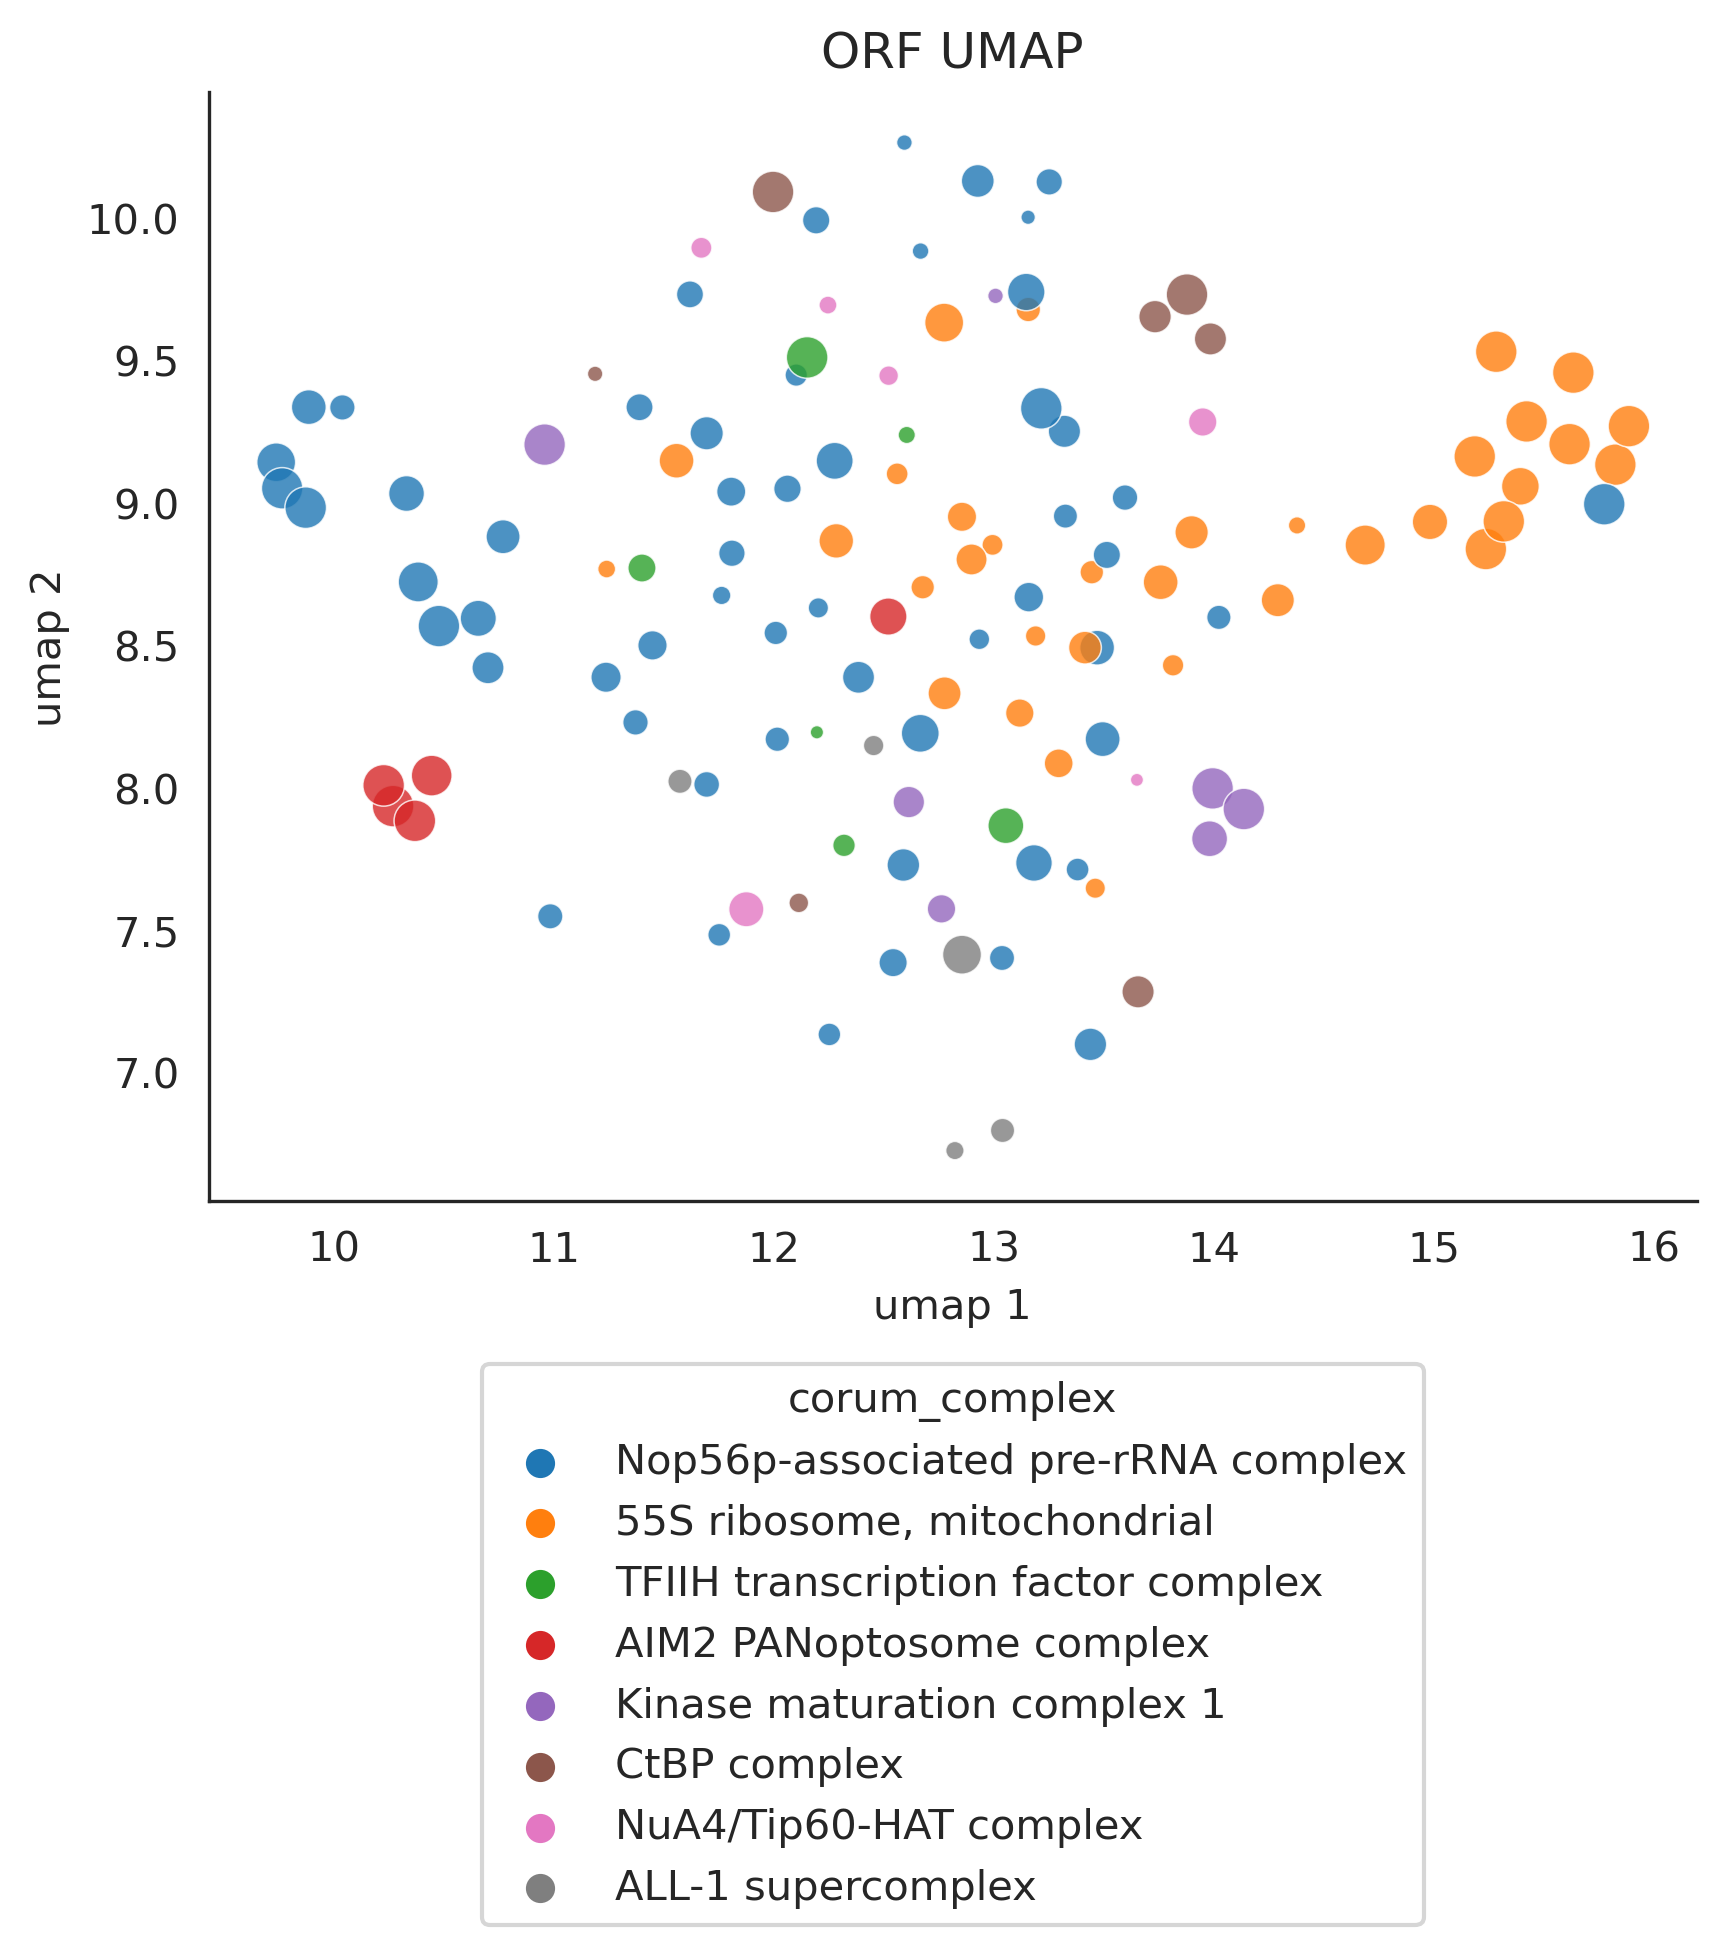 ORF UMAP
10.0
9.5
9.0
8.5
8.0
7.5
7.0
umap 2
10 11 12 13 14 15 16
umap 1
corum_complex
Nop56p-associated pre-rRNA complex
55S ribosome, mitochondrial
TFIIH transcription factor complex
AIM2 PANoptosome complex
Kinase maturation complex 1
CtBP complex
NuA4/Tip60-HAT complex
ALL-1 supercomplex